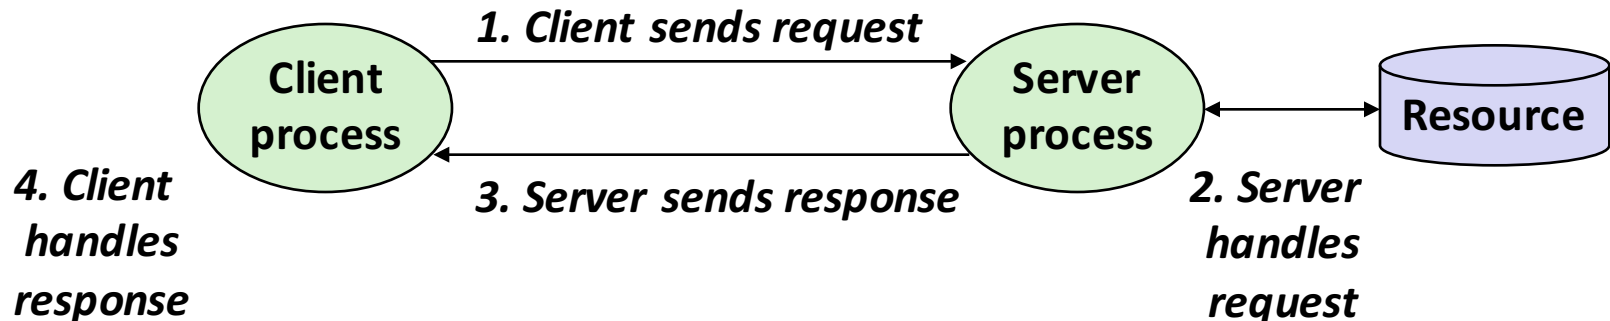 1. Client sends request
Client
process
Server
process
Resource
3. Server sends response
4. Client
handles
response
2. Server
handles
request